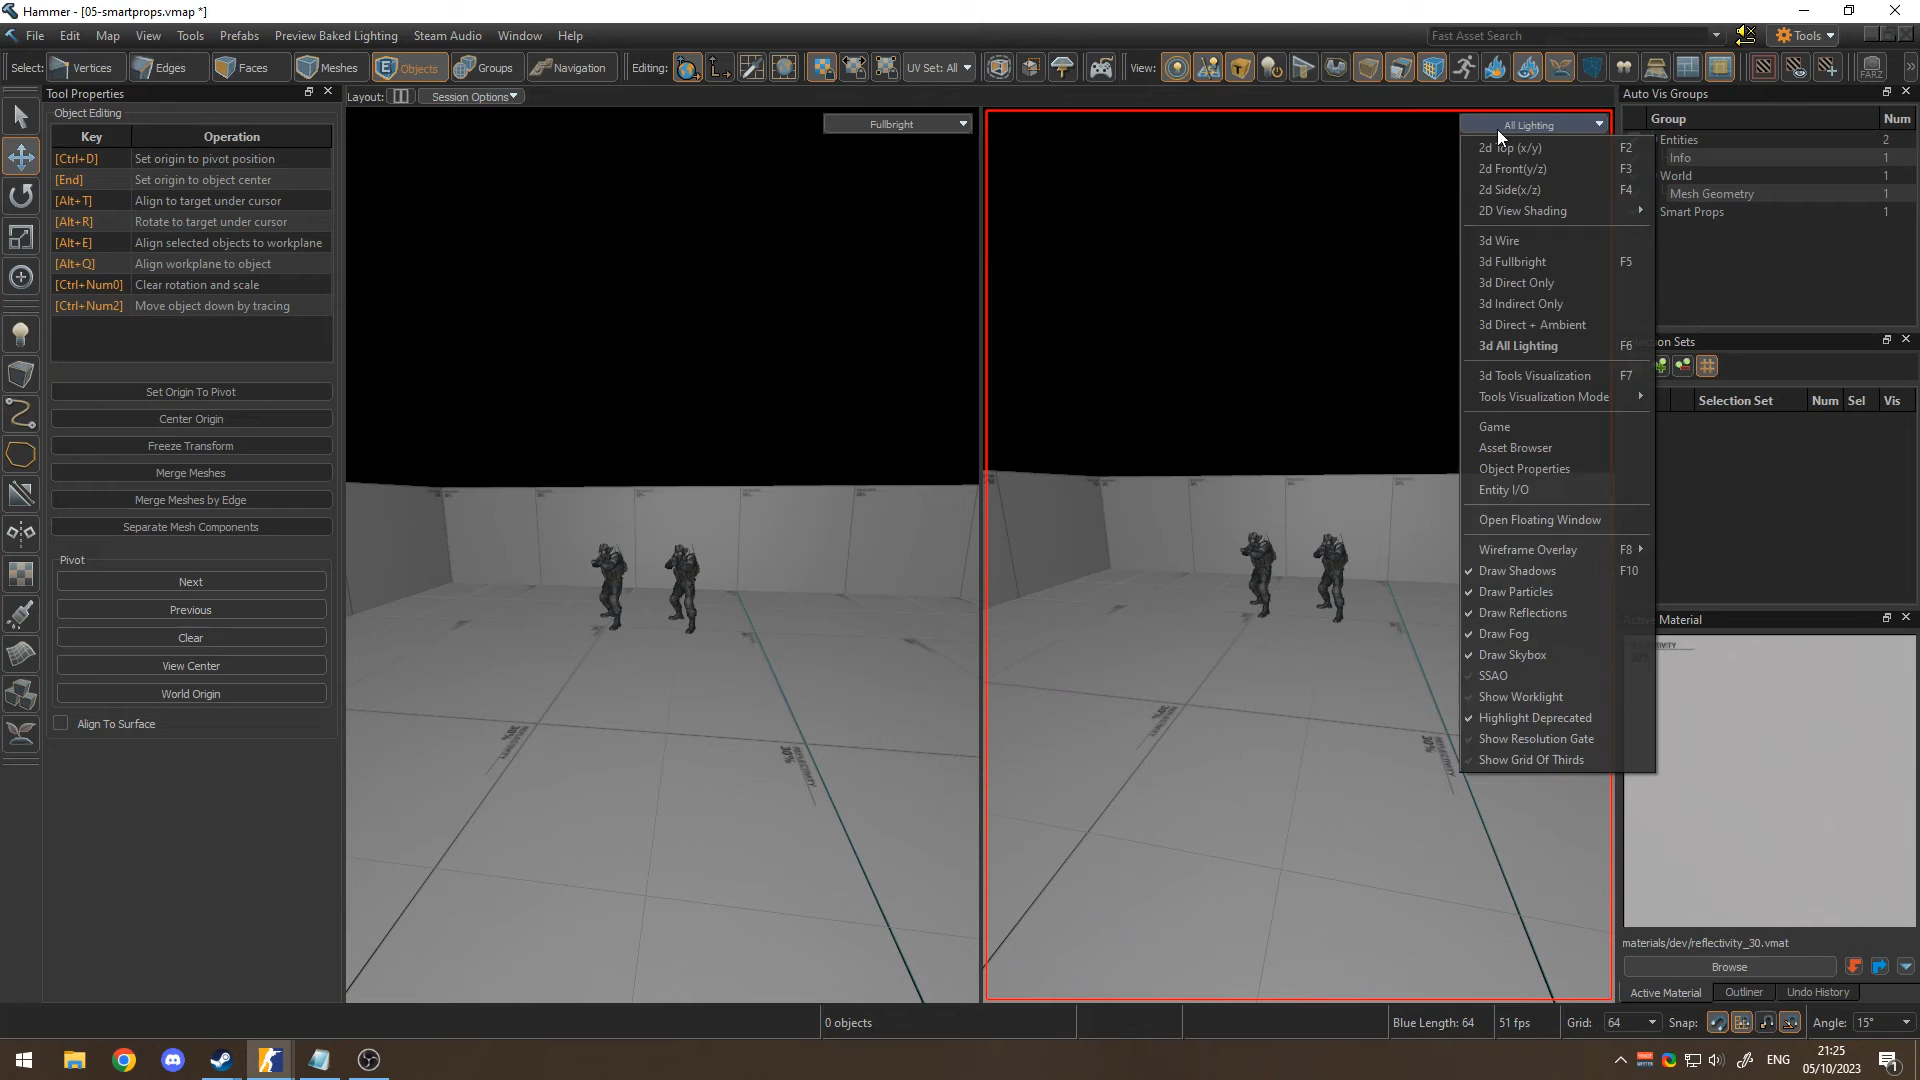 Hammer - [05-smartprops.vmap *]
File Edit Map View Tools Prefabs Preview Baked Lighting Steam Audio Window Help
Fast Asset Search
Tools
Select: Vertices Edges Faces Meshes Objects Groups Navigation Editing: UV Set: All View: FARZ
Tool Properties
Object Editing
Key Operation
[Ctrl+D] Set origin to pivot position
[End] Set origin to object center
[Alt+T] Align to target under cursor
[Alt+R] Rotate to target under cursor
[Alt+E] Align selected objects to workplane
[Alt+Q] Align workplane to object
[Ctrl+Num0] Clear rotation and scale
[Ctrl+Num2] Move object down by tracing
Set Origin To Pivot
Center Origin
Freeze Transform
Merge Meshes
Merge Meshes by Edge
Separate Mesh Components
Pivot
Next
Previous
Clear
View Center
World Origin
Align To Surface
Layout: Session Options
Fullbright
30% REFLECTIVITY
All Lighting
2d Top (x/y) F2
2d Front(y/z) F3
2d Side(x/z) F4
2D View Shading
3d Wire
3d Fullbright F5
3d Direct Only
3d Indirect Only
3d Direct + Ambient
3d All Lighting F6
3d Tools Visualization F7
Tools Visualization Mode
Game
Asset Browser
Object Properties
Entity I/O
Open Floating Window
Wireframe Overlay F8
Draw Shadows F10
Draw Particles
Draw Reflections
Draw Fog
Draw Skybox
SSAO
Show Worklight
Highlight Deprecated
Show Resolution Gate
Show Grid Of Thirds
Auto Vis Groups
Group Num
Entities 2
Info 1
World 1
Mesh Geometry 1
Smart Props 1
Sets
Selection Set Num Sel Vis
Material
materials/dev/reflectivity_30.vmat
Browse
Active Material Outliner Undo History
0 objects
Blue Length: 64 51 fps Grid: 64 Snap: Angle: 15°
ENG 21:25
05/10/2023
1